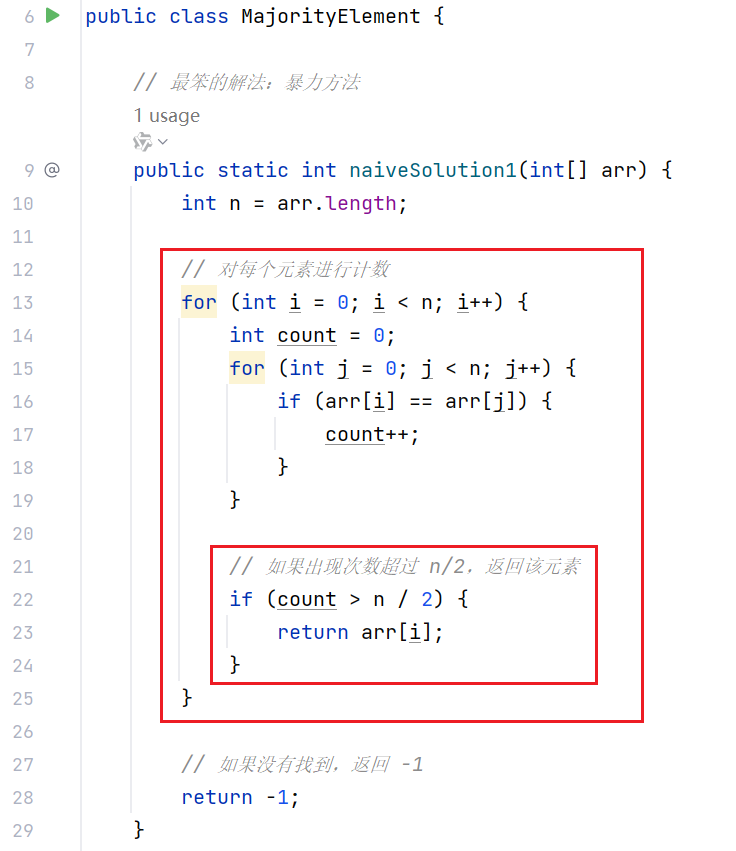 6 public class MajorityElement {
7
8 // 最笨的解法：暴力方法
1 usage
9 @ public static int naiveSolution1(int[] arr) {
10 int n = arr.length;
11
12 // 对每个元素进行计数
13 for (int i = 0; i < n; i++) {
14 int count = 0;
15 for (int j = 0; j < n; j++) {
16 if (arr[i] == arr[j]) {
17 count++;
18 }
19 }
20
21 // 如果出现次数超过 n/2，返回该元素
22 if (count > n / 2) {
23 return arr[i];
24 }
25 }
26
27 // 如果没有找到，返回 -1
28 return -1;
29 }